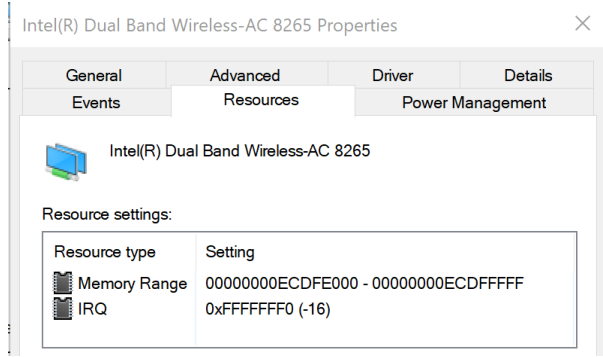 Intel(R) Dual Band Wireless-AC 8265 Properties
General Advanced Driver Details
Events Resources Power Management
Intel(R) Dual Band Wireless-AC 8265
Resource settings:
Resource type Setting
Memory Range 00000000ECDFE000 - 00000000ECDFFFFF
IRQ 0xFFFFFFF0 (-16)